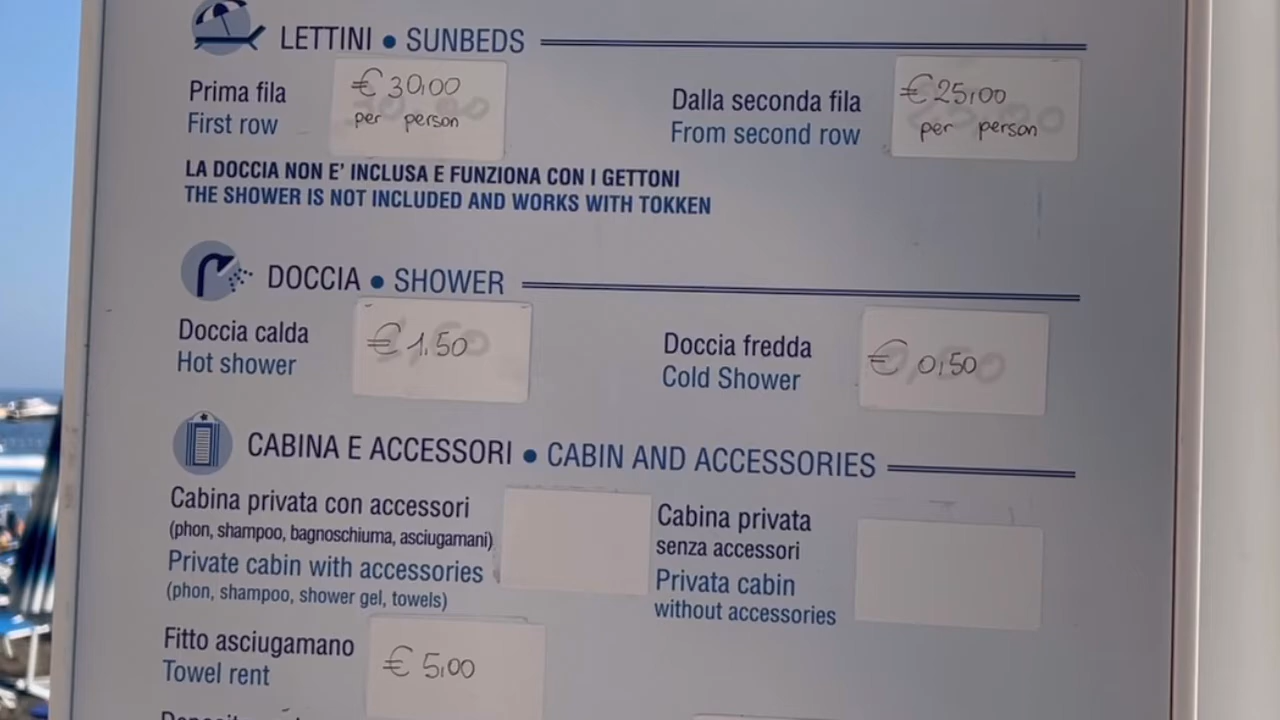 LETTINI • SUNBEDS
Prima fila
First row
€ 30,00
per person
Dalla seconda fila
From second row
€ 25,00
per person
LA DOCCIA NON E' INCLUSA E FUNZIONA CON I GETTONI
THE SHOWER IS NOT INCLUDED AND WORKS WITH TOKKEN
DOCCIA • SHOWER
Doccia calda
Hot shower
€ 1,50
Doccia fredda
Cold Shower
€ 0,50
CABINA E ACCESSORI • CABIN AND ACCESSORIES
Cabina privata con accessori
(phon, shampoo, bagnoschiuma, asciugamani)
Private cabin with accessories
(phon, shampoo, shower gel, towels)
Cabina privata
senza accessori
Privata cabin
without accessories
Fitto asciugamano
Towel rent
€ 5,00